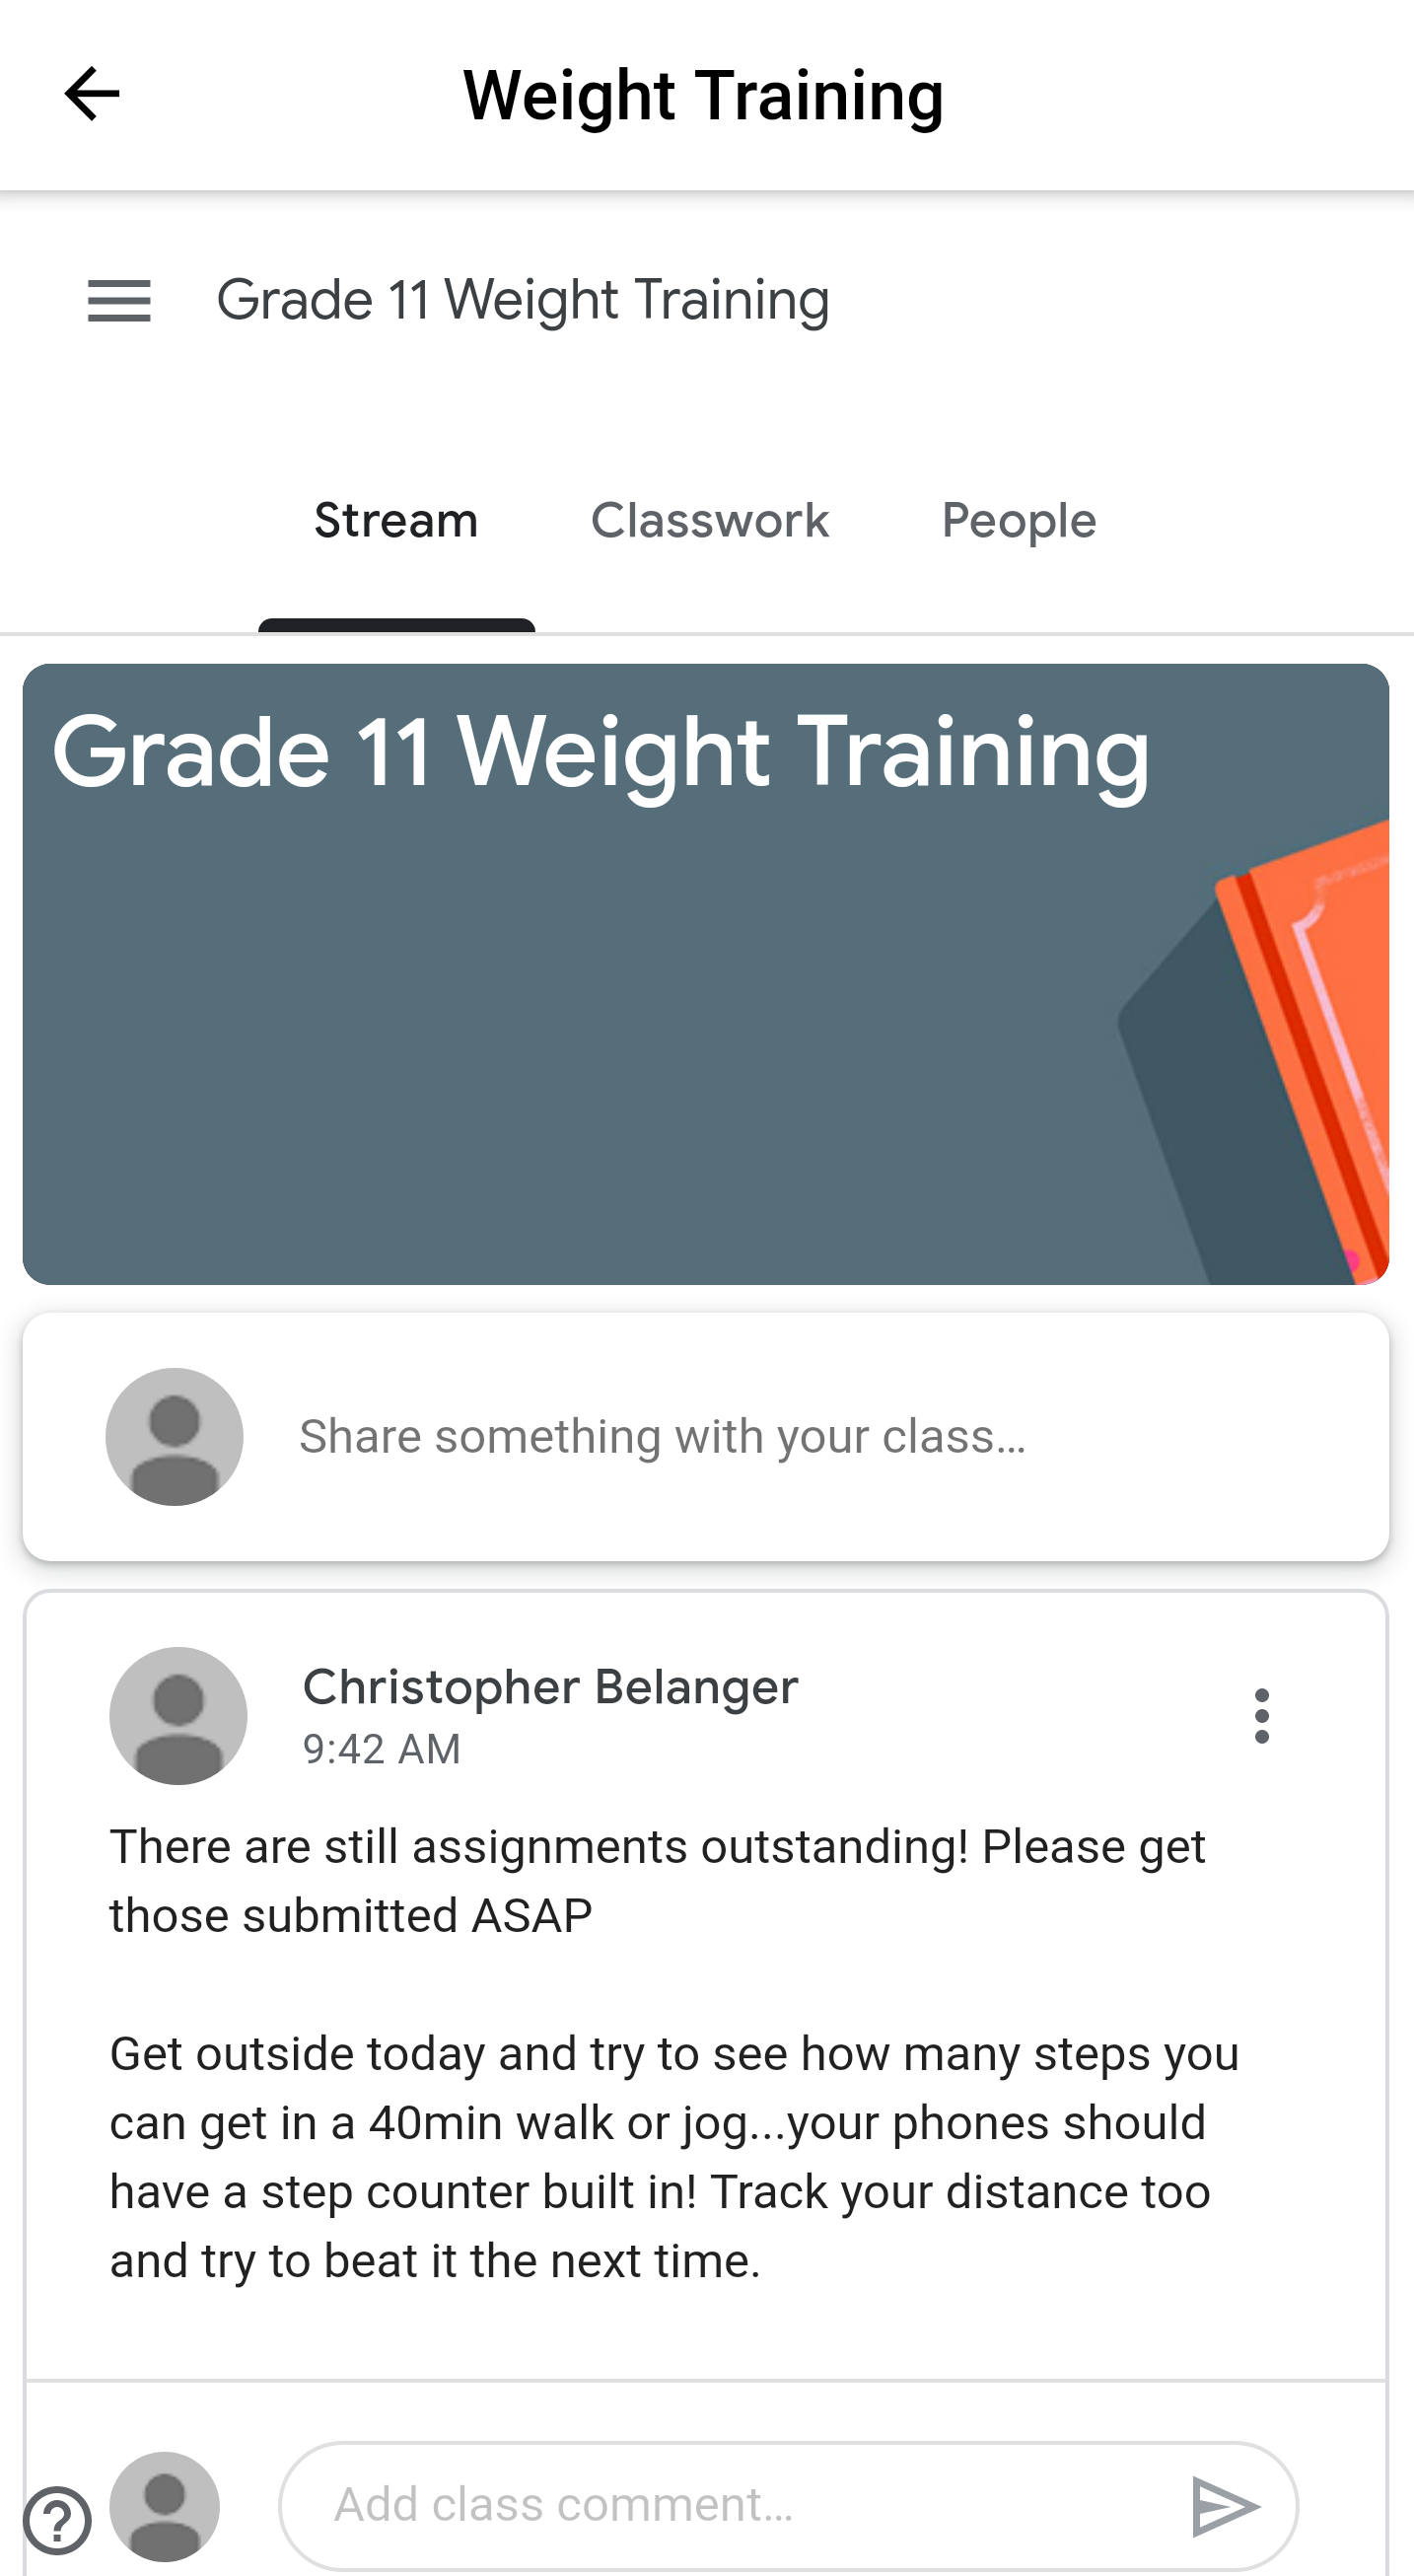 Weight Training
Grade 11 Weight Training
Stream Classwork People
Grade 11 Weight Training
Share something with your class...
Christopher Belanger
9:42 AM
There are still assignments outstanding! Please get
those submitted ASAP
Get outside today and try to see how many steps you
can get in a 40min walk or jog...your phones should
have a step counter built in! Track your distance too
and try to beat it the next time.
Add class comment...